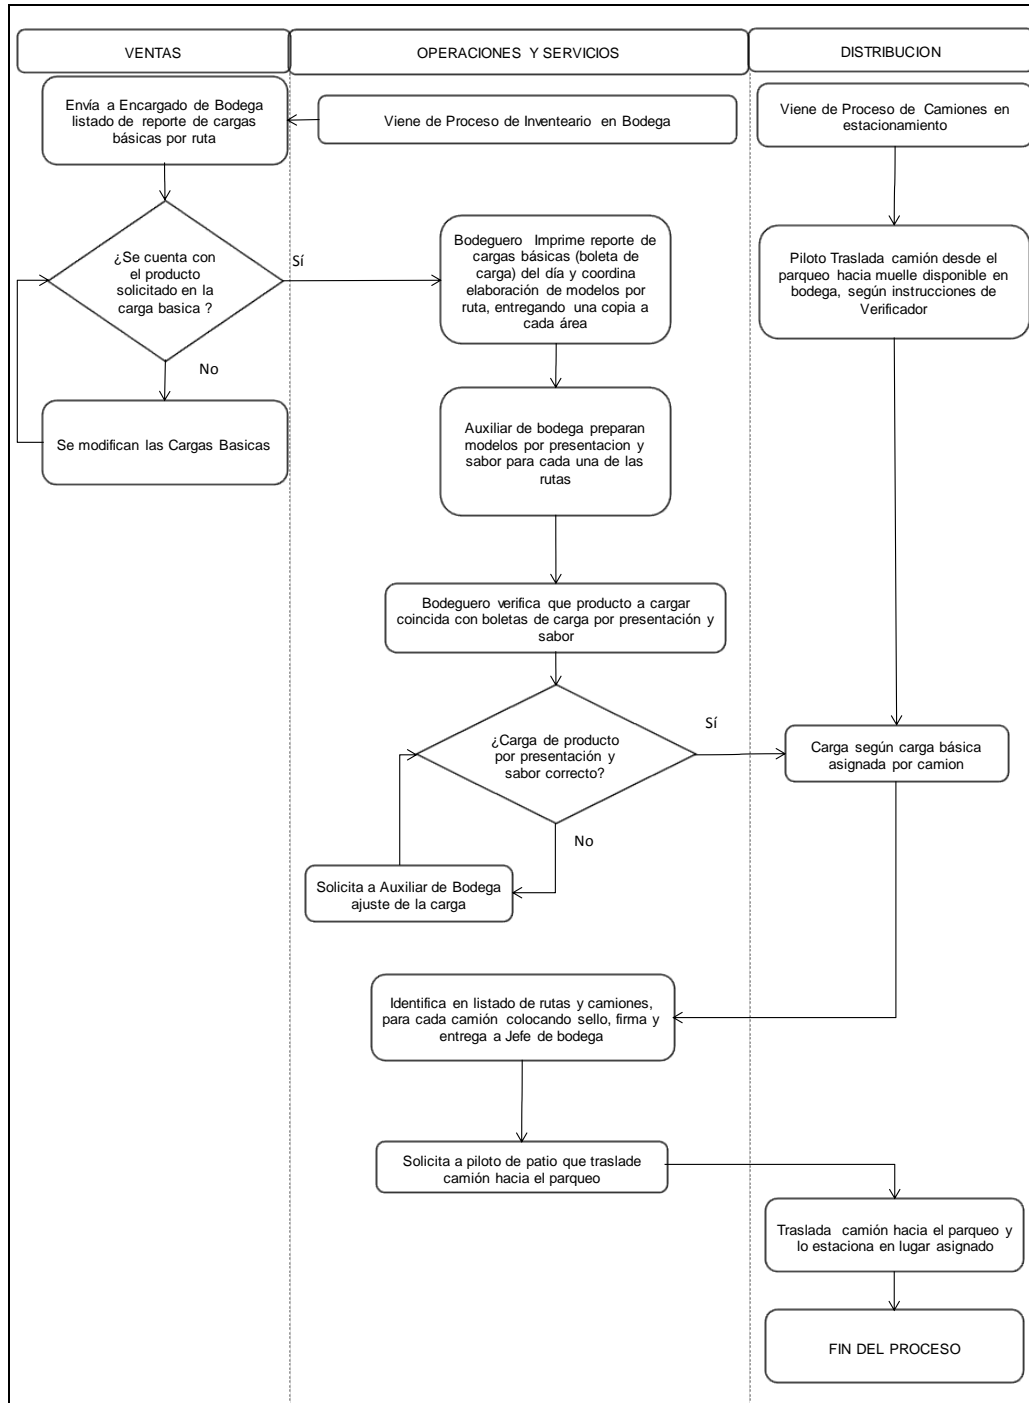 VENTAS
OPERACIONES Y SERVICIOS
DISTRIBUCION
Envía a Encargado de Bodega
listado de reporte de cargas
básicas por ruta
Viene de Proceso de Inventeario en Bodega
Viene de Proceso de Camiones en
estacionamiento
¿Se cuenta con
el producto
solicitado en la
carga basica ?
Sí
No
Bodeguero Imprime reporte de
cargas básicas (boleta de
carga) del día y coordina
elaboración de modelos por
ruta, entregando una copia a
cada área
Piloto Traslada camión desde el
parqueo hacia muelle disponible en
bodega, según instrucciones de
Verificador
Se modifican las Cargas Basicas
Auxiliar de bodega preparan
modelos por presentacion y
sabor para cada una de las
rutas
Bodeguero verifica que producto a cargar
coincida con boletas de carga por presentación y
sabor
¿Carga de producto
por presentación y
sabor correcto?
Sí
No
Carga según carga básica
asignada por camion
Solicita a Auxiliar de Bodega
ajuste de la carga
Identifica en listado de rutas y camiones,
para cada camión colocando sello, firma y
entrega a Jefe de bodega
Solicita a piloto de patio que traslade
camión hacia el parqueo
Traslada camión hacia el parqueo y
lo estaciona en lugar asignado
FIN DEL PROCESO